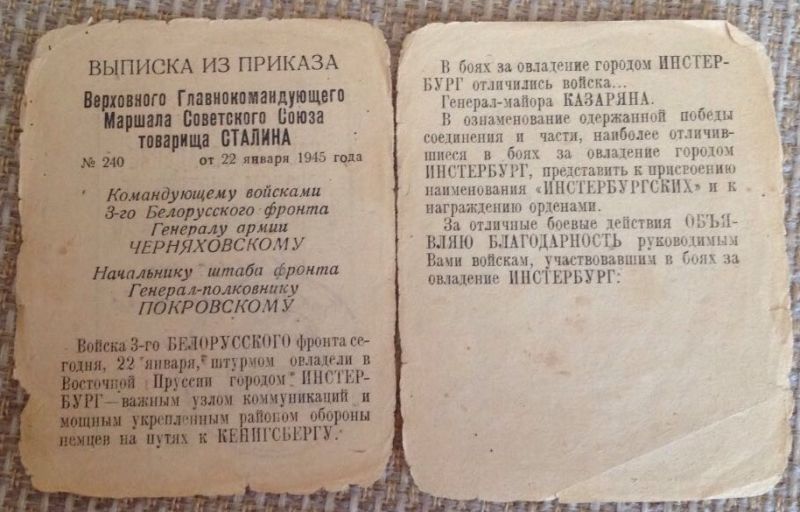 ВЫПИСКА ИЗ ПРИКАЗА
Верховного Главнокомандующего
Маршала Советского Союза
товарища СТАЛИНА
№ 240 от 22 января 1945 года
Командующему войсками
3-го Белорусского фронта
Генералу армии
ЧЕРНЯХОВСКОМУ
Начальнику штаба фронта
Генерал-полковнику
ПОКРОВСКОМУ
Войска 3-го БЕЛОРУССКОГО фронта се-
годня, 22 января, штурмом овладели в
Восточной Пруссии городом ИНСТЕР-
БУРГ—важным узлом коммуникаций и
мощным укрепленным районом обороны
немцев на путях к КЕНИГСБЕРГУ.
В боях за овладение городом ИНСТЕР-
БУРГ отличились войска...
Генерал-майора КАЗАРЯНА.
В ознаменование одержанной победы
соединения и части, наиболее отличив-
шиеся в боях за овладение городом
ИНСТЕРБУРГ, представить к присвоению
наименования «ИНСТЕРБУРГСКИХ» и к
награждению орденами.
За отличные боевые действия ОБЪЯ-
ВЛЯЮ БЛАГОДАРНОСТЬ руководимым
Вами войскам, участвовавшим в боях за
овладение ИНСТЕРБУРГ: